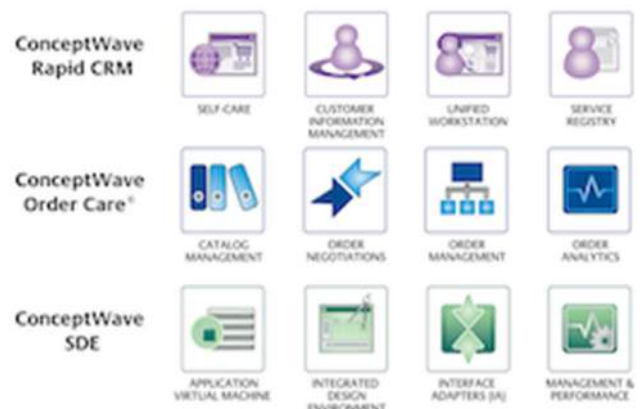 ConceptWave
Rapid CRM
SELF-CARE
CUSTOMER
INFORMATION
MANAGEMENT
UNIFIED
WORKSTATION
SERVICE
REGISTRY
ConceptWave
Order Care®
CATALOG
MANAGEMENT
ORDER
NEGOTIATIONS
ORDER
MANAGEMENT
ORDER
ANALYTICS
ConceptWave
SDE
APPLICATION
VIRTUAL MACHINE
INTEGRATED
DESIGN
ENVIRONMENT
INTERFACE
ADAPTERS (IA)
MANAGEMENT &
PERFORMANCE